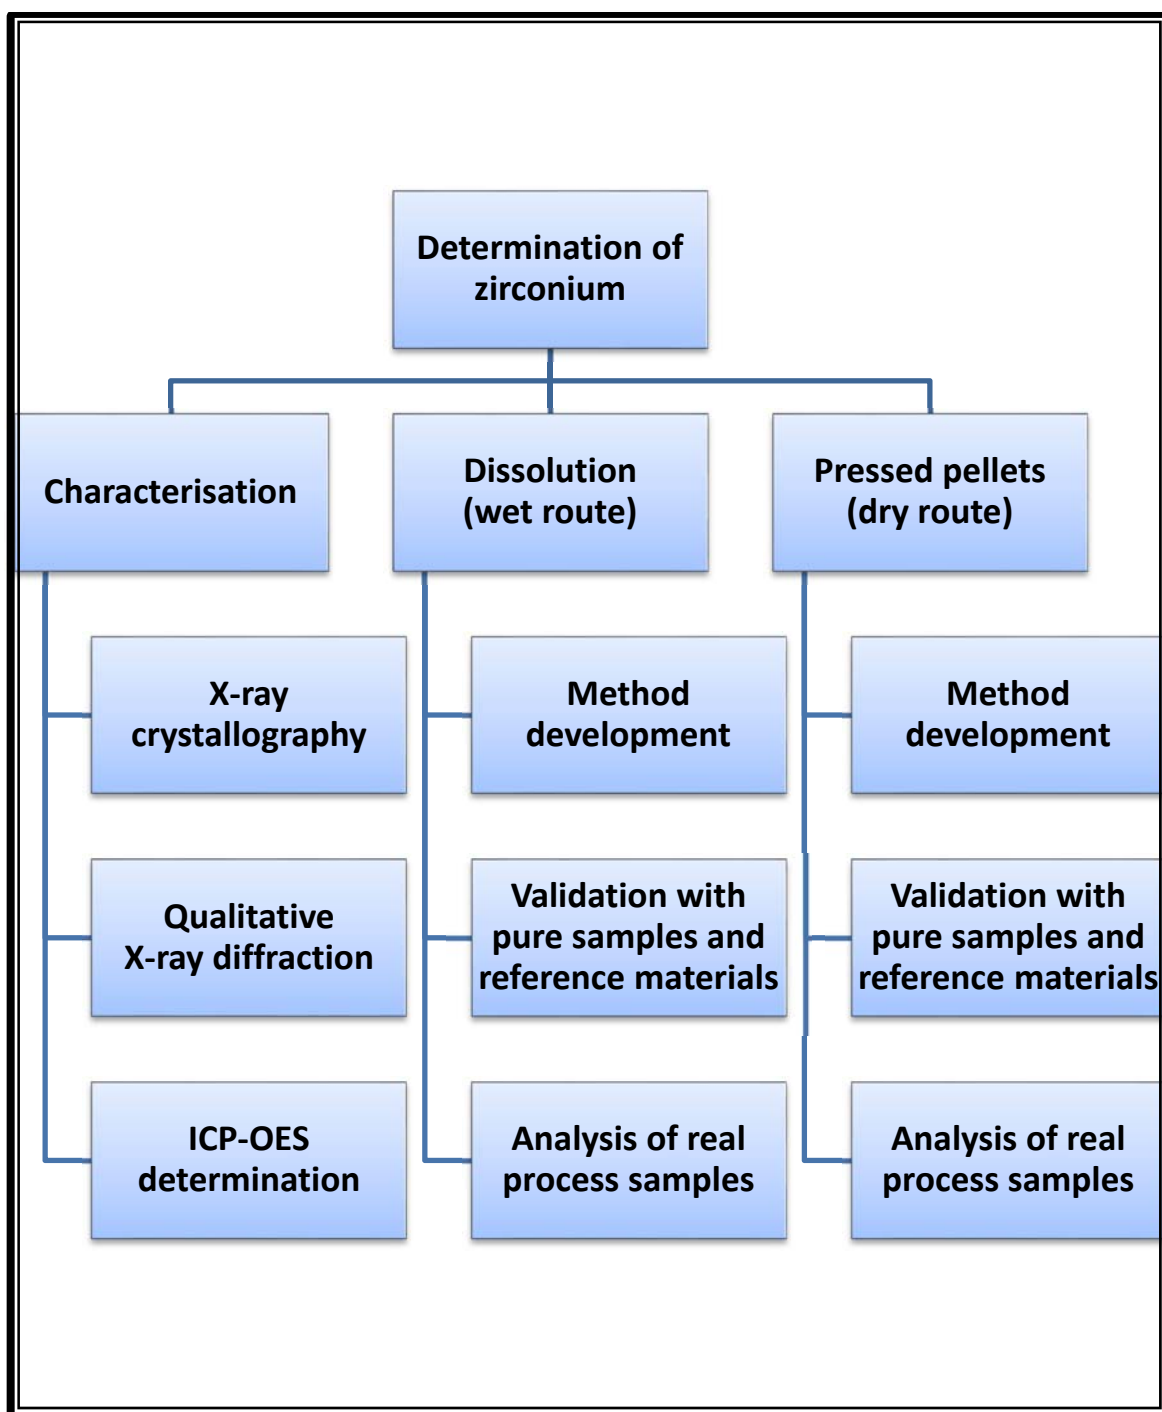 Determination of
zirconium
Characterisation
Dissolution
(wet route)
Pressed pellets
(dry route)
X-ray
crystallography
Method
development
Method
development
Qualitative
X-ray diffraction
Validation with
pure samples and
reference materials
Validation with
pure samples and
reference materials
ICP-OES
determination
Analysis of real
process samples
Analysis of real
process samples